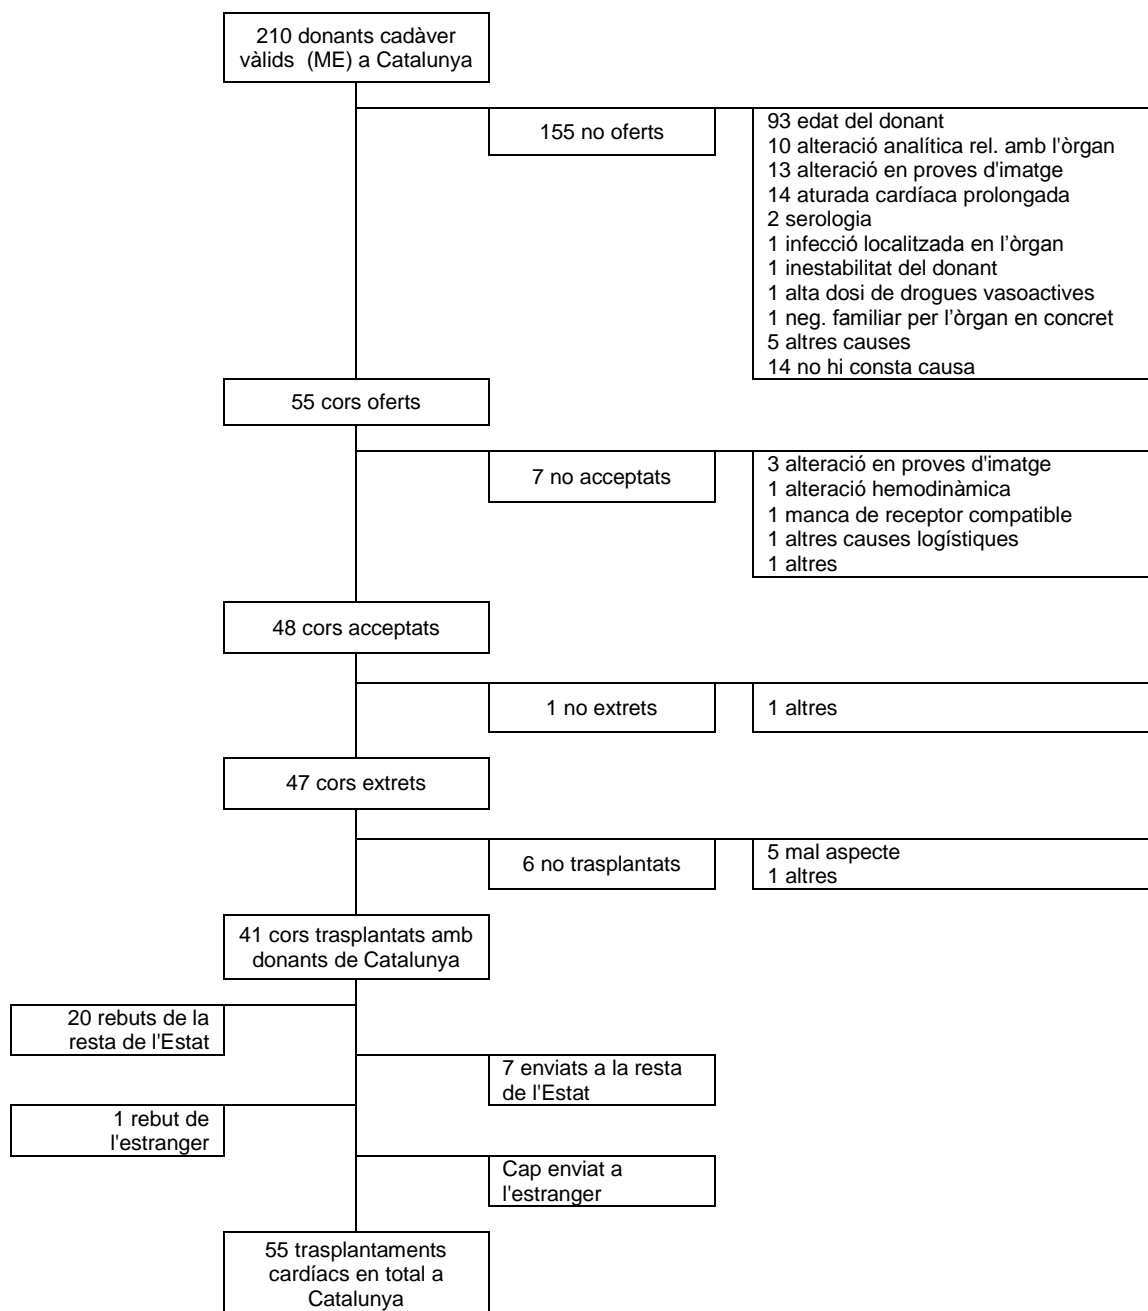 210 donants cadàver
vàlids  (ME) a Catalunya
155 no oferts
93 edat del donant
10 alteració analítica rel. amb l'òrgan
13 alteració en proves d'imatge
14 aturada cardíaca prolongada
2 serologia
1 infecció localitzada en l’òrgan
1 inestabilitat del donant
1 alta dosi de drogues vasoactives
1 neg. familiar per l’òrgan en concret
5 altres causes
14 no hi consta causa
55 cors oferts
7 no acceptats
3 alteració en proves d'imatge
1 alteració hemodinàmica
1 manca de receptor compatible
1 altres causes logístiques
1 altres
48 cors acceptats
1 no extrets
1 altres
47 cors extrets
6 no trasplantats
5 mal aspecte
1 altres
41 cors trasplantats amb
donants de Catalunya
20 rebuts de la
resta de l'Estat
7 enviats a la resta
de l'Estat
1 rebut de
l'estranger
Cap enviat a
l'estranger
55 trasplantaments
cardíacs en total a
Catalunya